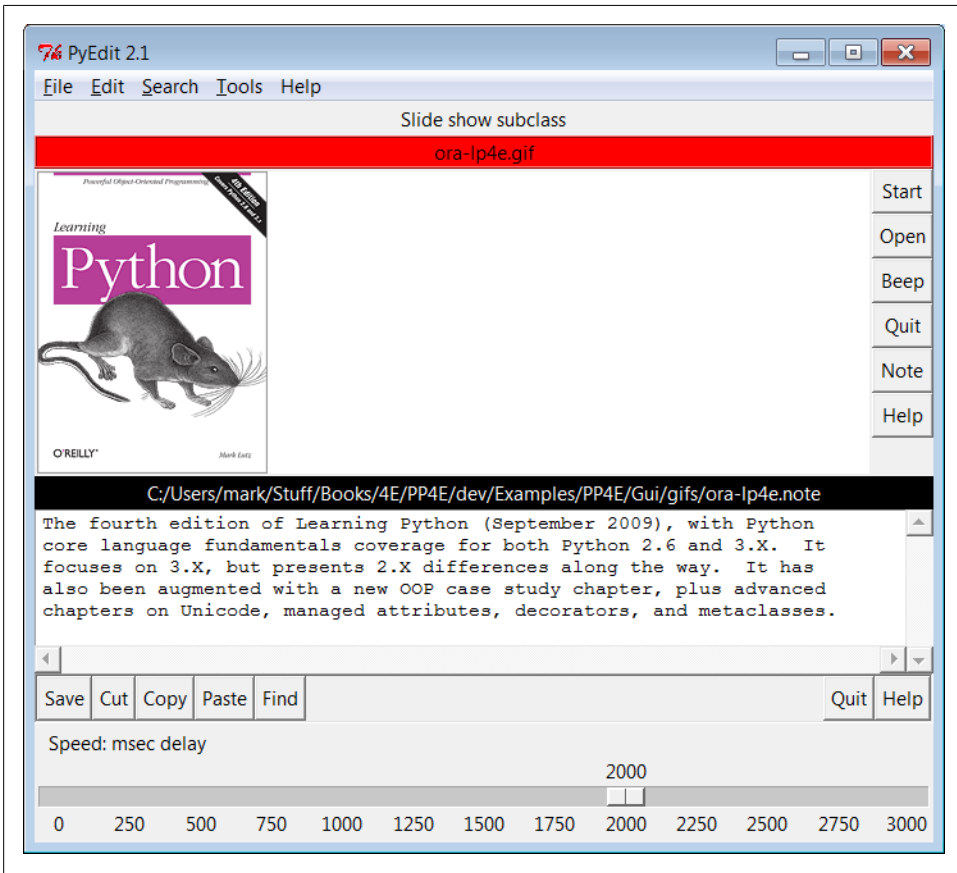 PyEdit 2.1
File Edit Search Tools Help
Slide show subclass
ora-lp4e.gif
Powerful Object-Oriented Programming
4th Edition
Covers Python 2.6 and 3.x
Learning
Python
O'REILLY®
Mark Lutz
Start
Open
Beep
Quit
Note
Help
C:/Users/mark/Stuff/Books/4E/PP4E/dev/Examples/PP4E/Gui/gifs/ora-lp4e.note
The fourth edition of Learning Python (September 2009), with Python
core language fundamentals coverage for both Python 2.6 and 3.X. It
focuses on 3.X, but presents 2.X differences along the way. It has
also been augmented with a new OOP case study chapter, plus advanced
chapters on Unicode, managed attributes, decorators, and metaclasses.
Save Cut Copy Paste Find Quit Help
Speed: msec delay
2000
0 250 500 750 1000 1250 1500 1750 2000 2250 2500 2750 3000